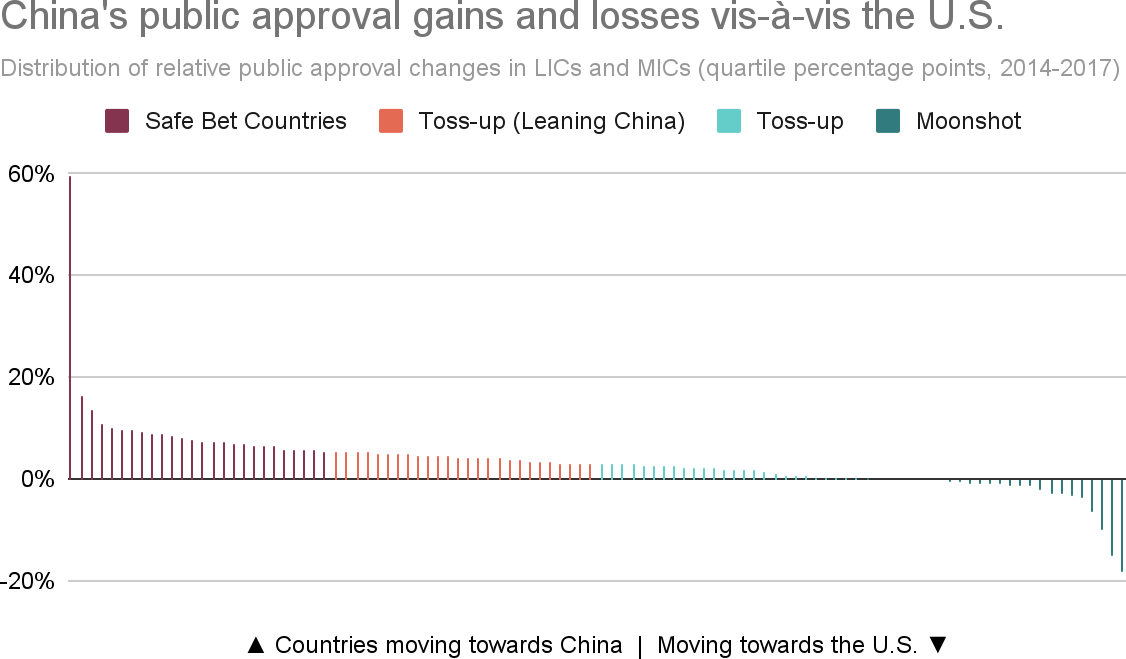 China's public approval gains and losses vis-à-vis the U.S.
Distribution of relative public approval changes in LICs and MICs (quartile percentage points, 2014-2017)
Safe Bet Countries Toss-up (Leaning China) Toss-up Moonshot
60%
40%
20%
0%
-20%
▲ Countries moving towards China | Moving towards the U.S. ▼